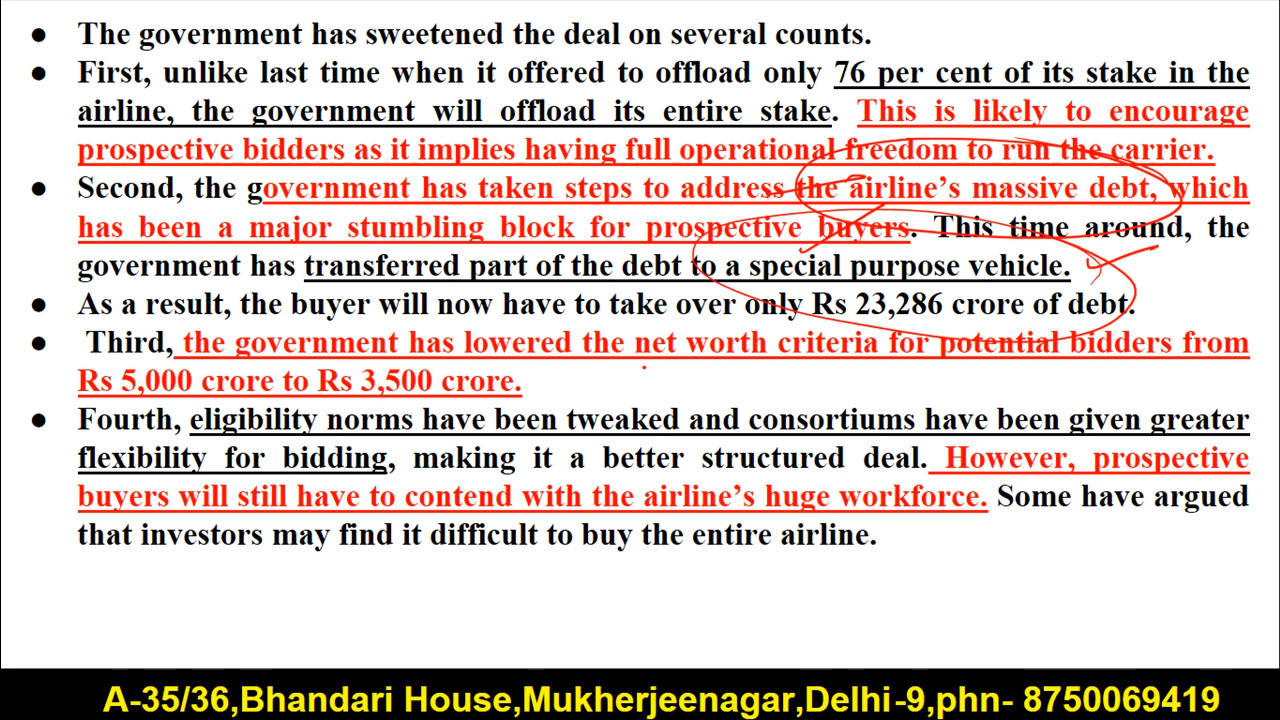 ● The government has sweetened the deal on several counts.
● First, unlike last time when it offered to offload only 76 per cent of its stake in the
airline, the government will offload its entire stake. This is likely to encourage
prospective bidders as it implies having full operational freedom to run the carrier.
● Second, the government has taken steps to address the airline’s massive debt, which
has been a major stumbling block for prospective buyers. This time around, the
government has transferred part of the debt to a special purpose vehicle.
● As a result, the buyer will now have to take over only Rs 23,286 crore of debt.
● Third, the government has lowered the net worth criteria for potential bidders from
Rs 5,000 crore to Rs 3,500 crore.
● Fourth, eligibility norms have been tweaked and consortiums have been given greater
flexibility for bidding, making it a better structured deal. However, prospective
buyers will still have to contend with the airline’s huge workforce. Some have argued
that investors may find it difficult to buy the entire airline.
A-35/36,Bhandari House,Mukherjeenagar,Delhi-9,phn- 8750069419